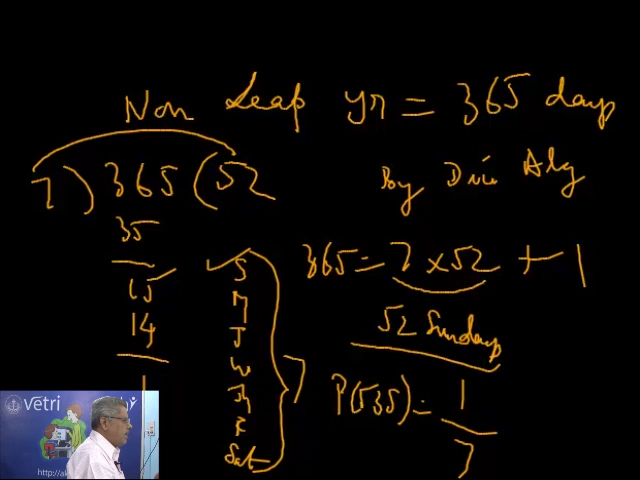 Non Leap yr = 365 days
7 ) 365 ( 52
By Divi Alg
35
365 = 7 × 52 + 1
15
S
M
14
T
52 Sundays
W
1
Th
7
P(53S) = 1/7
F
Sat
Vetri